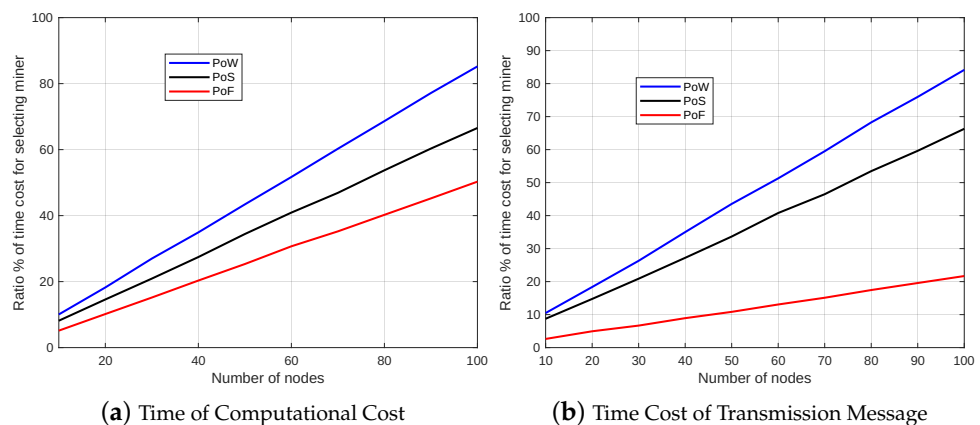 100
80
60
40
20
0
Ratio % of time cost for selecting miner
PoW
PoS
PoF
20 40 60 80 100
Number of nodes
(a) Time of Computational Cost
100
90
80
70
60
50
40
30
20
10
0
Ratio % of time cost for selecting miner
PoW
PoS
PoF
10 20 30 40 50 60 70 80 90 100
Number of nodes
(b) Time Cost of Transmission Message